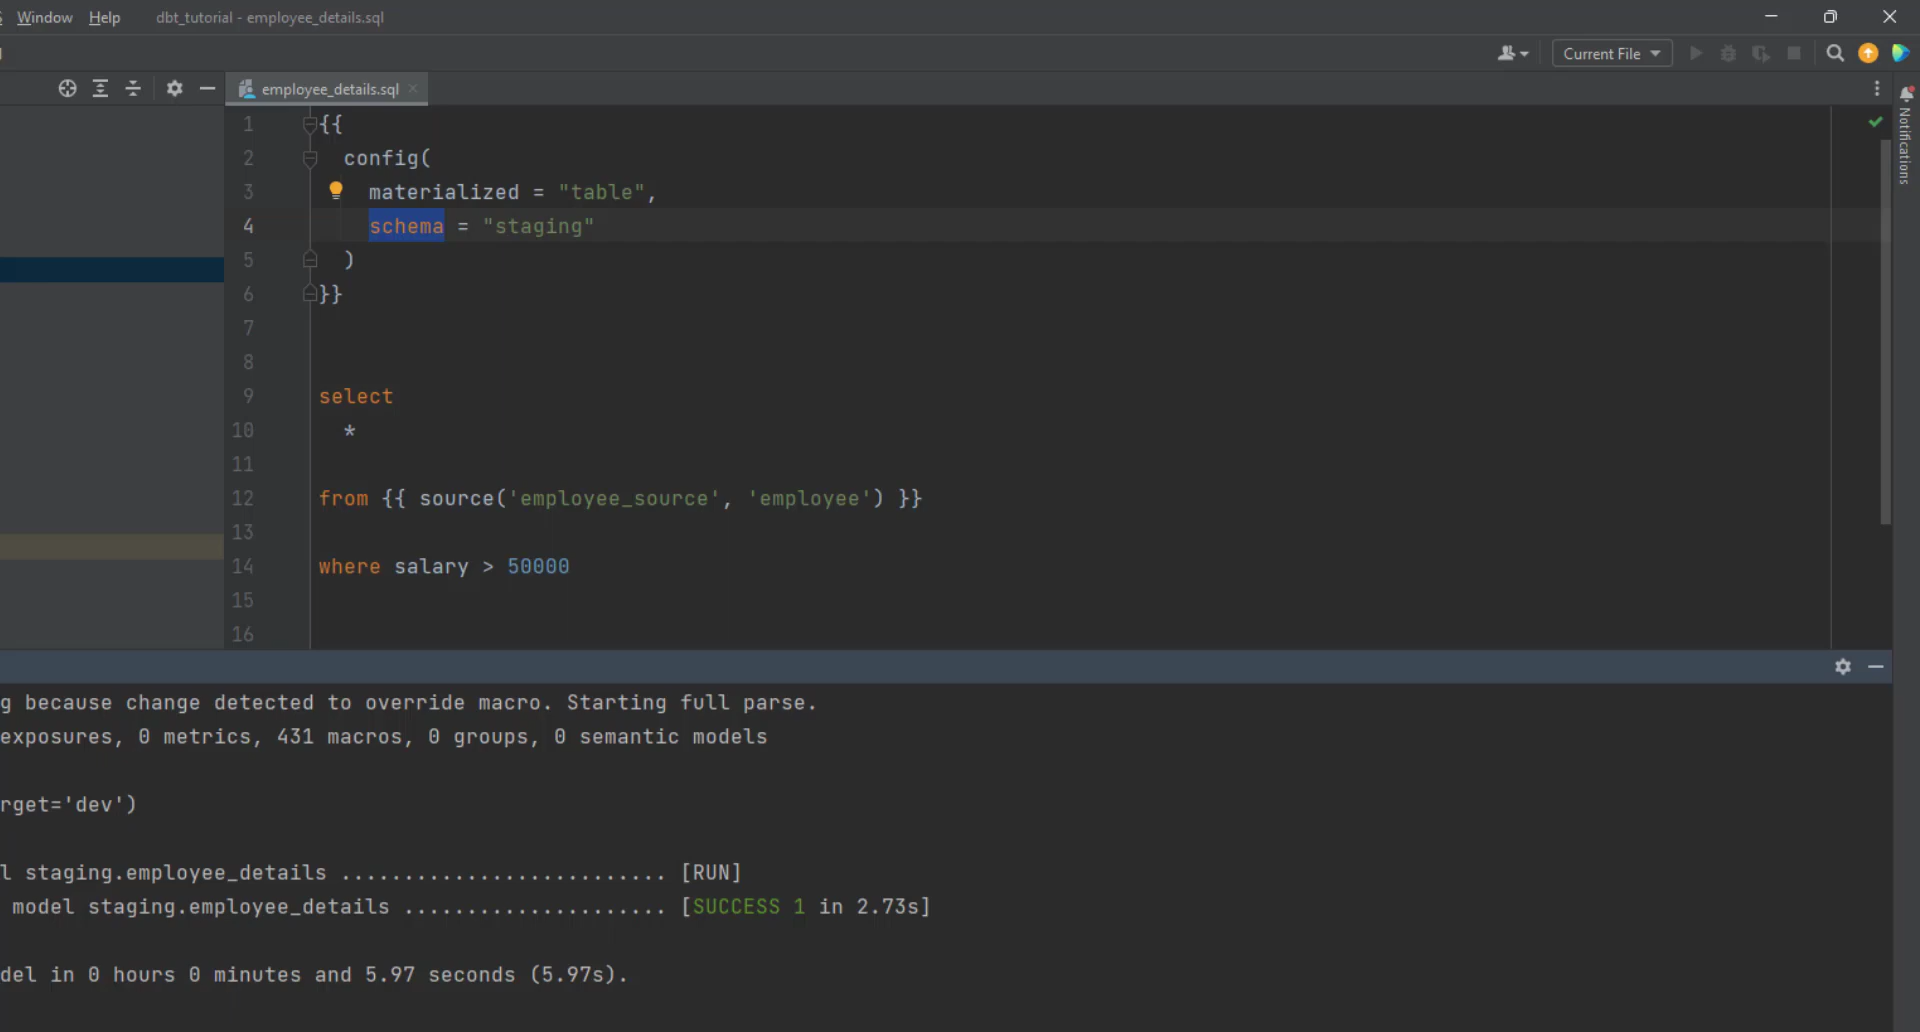 Window Help dbt_tutorial - employee_details.sql
Current File
employee_details.sql
Notifications
1 {{
2 config(
3 materialized = "table",
4 schema = "staging"
5 )
6 }}
7
8
9 select
10 *
11
12 from {{ source('employee_source', 'employee') }}
13
14 where salary > 50000
15
16
g because change detected to override macro. Starting full parse.
exposures, 0 metrics, 431 macros, 0 groups, 0 semantic models
rget='dev')
l staging.employee_details .......................... [RUN]
model staging.employee_details ..................... [SUCCESS 1 in 2.73s]
del in 0 hours 0 minutes and 5.97 seconds (5.97s).